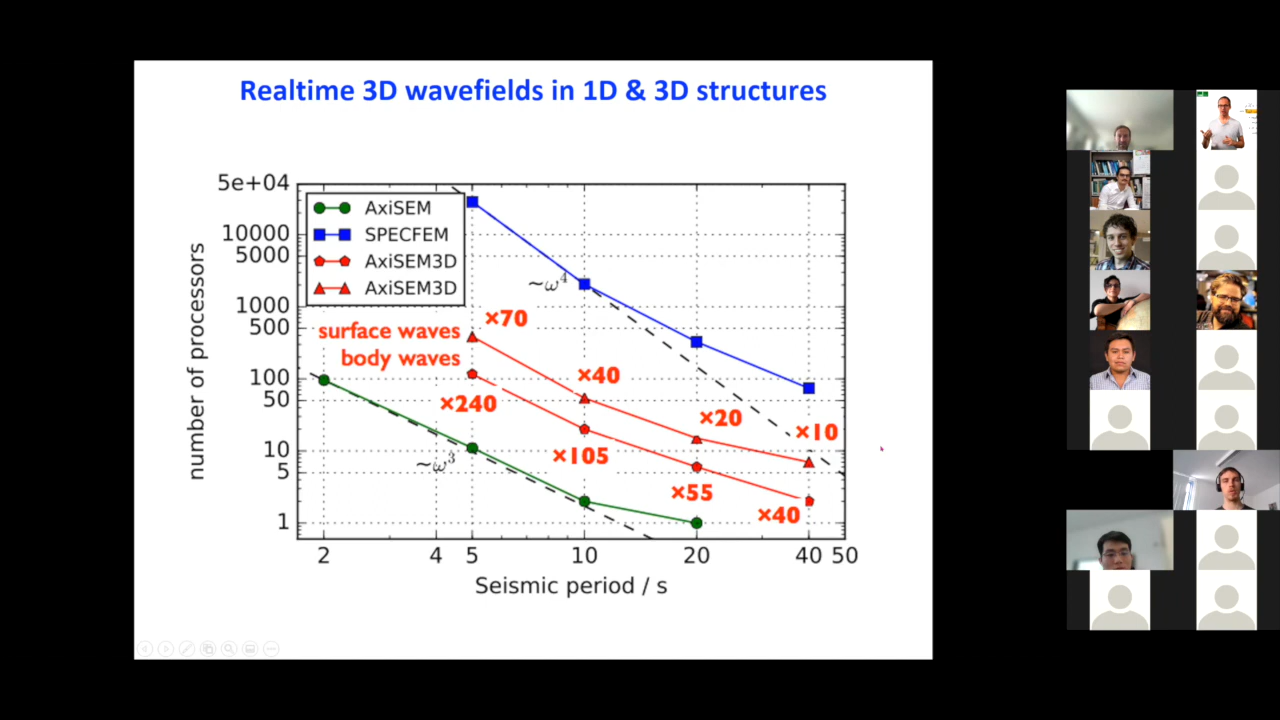 Realtime 3D wavefields in 1D & 3D structures
5e+04
10000
5000
1000
500
100
50
10
5
1
number of processors
AxiSEM
SPECFEM
AxiSEM3D
AxiSEM3D
surface waves
body waves
~ω⁴
~ω³
×70
×40
×20
×10
×240
×105
×55
×40
2
4
5
10
20
40
50
Seismic period / s